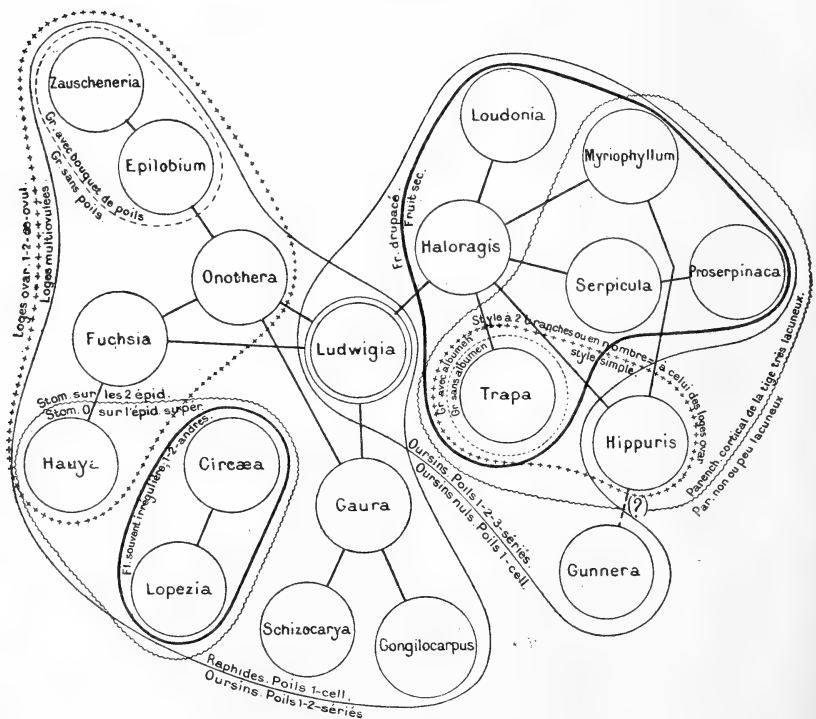 Zauscheneria
Epilobium
Gr. avec bouquet de poils
Gr. sans poils
Loges ovar. 1-2-∞-ovul.
Loges multiovulées
Onothera
Fuchsia
Ludwigia
Stom. sur les 2 épid.
Stom. 0 sur l'épid. super.
Hauya
Circæa
Lopezia
Fl. souvent irrégulière, 1-2-andres.
Gaura
Schizocarya
Gongilocarpus
Raphides. Poils 1-cell.
Oursins. Poils 1-2-sériés
Loudonia
Myriophyllum
Haloragis
Serpicula
Proserpinaca
Fr. drupacé.
Fruit sec.
Style à 2 branches ou en nombre = à celui des loges ovar.
style simple.
Gr. avec albumen
Gr. sans albumen
Trapa
Hippuris
(?)
Gunnera
Oursins. Poils 1-2-3-sériés.
Oursins nuls. Poils 1-cell.
Parench. cortical de la tige très lacuneux.
Par. non ou peu lacuneux